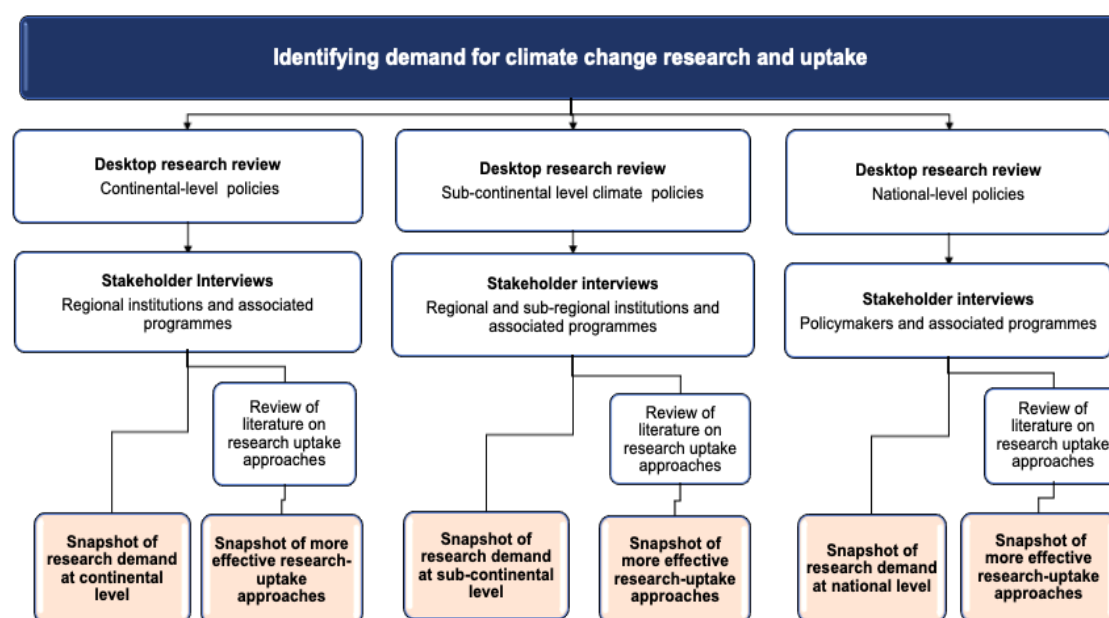 Identifying demand for climate change research and uptake
Desktop research review
Continental-level policies
Desktop research review
Sub-continental level climate policies
Desktop research review
National-level policies
Stakeholder Interviews
Regional institutions and associated
programmes
Stakeholder interviews
Regional and sub-regional institutions and
associated programmes
Stakeholder interviews
Policymakers and associated programmes
Review of
literature on
research uptake
approaches
Review of
literature on
research uptake
approaches
Review of
literature on
research uptake
approaches
Snapshot of
research demand
at continental
level
Snapshot of more
effective research-
uptake
approaches
Snapshot of
research demand
at sub-continental
level
Snapshot of
more effective
research-uptake
approaches
Snapshot of
research demand
at national level
Snapshot of
more effective
research-uptake
approaches